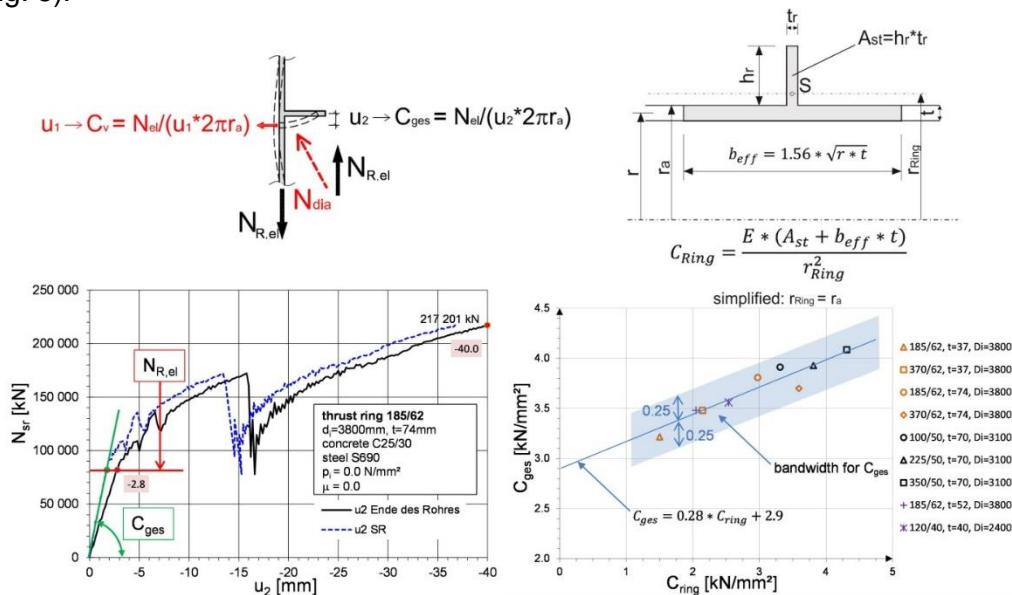 u₁ → Cᵥ = Nₑₗ/(u₁*2πrₐ)
u₂ → C_ges = Nₑₗ/(u₂*2πrₐ)
N_R,el
N_dia
N_R,el
t_r
A_st=h_r*t_r
h_r
S
t
b_eff = 1.56 * √r * t
r
r_a
r_Ring
C_Ring = E * (A_st + b_eff * t) / r²_Ring
simplified: r_Ring = r_a
N_sr [kN]
250 000
200 000
150 000
100 000
50 000
0
0
-5
-10
-15
-20
-25
-30
-35
-40
u₂ [mm]
217 201 kN
-40.0
N_R,el
-2.8
C_ges
thrust ring 185/62
dᵢ=3800mm, t=74mm
concrete C25/30
steel S690
pᵢ = 0.0 N/mm²
μ = 0.0
u2 Ende des Rohres
u2 SR
C_ges [kN/mm²]
4.5
4.0
3.5
3.0
2.5
2.0
0
1
2
3
4
5
C_ring [kN/mm²]
0.25
0.25
bandwidth for C_ges
C_ges = 0.28 * C_ring + 2.9
185/62, t=37, Di=3800
370/62, t=37, Di=3800
185/62, t=74, Di=3800
370/62, t=74, Di=3800
100/50, t=70, Di=3100
225/50, t=70, Di=3100
350/50, t=70, Di=3100
185/62, t=52, Di=3800
120/40, t=40, Di=2400